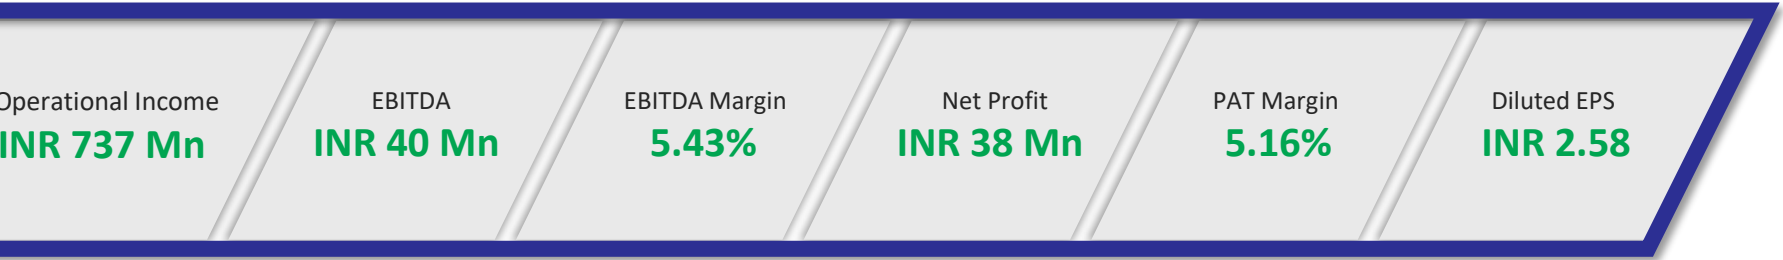 Operational Income
INR 737 Mn
EBITDA
INR 40 Mn
EBITDA Margin
5.43%
Net Profit
INR 38 Mn
PAT Margin
5.16%
Diluted EPS
INR 2.58